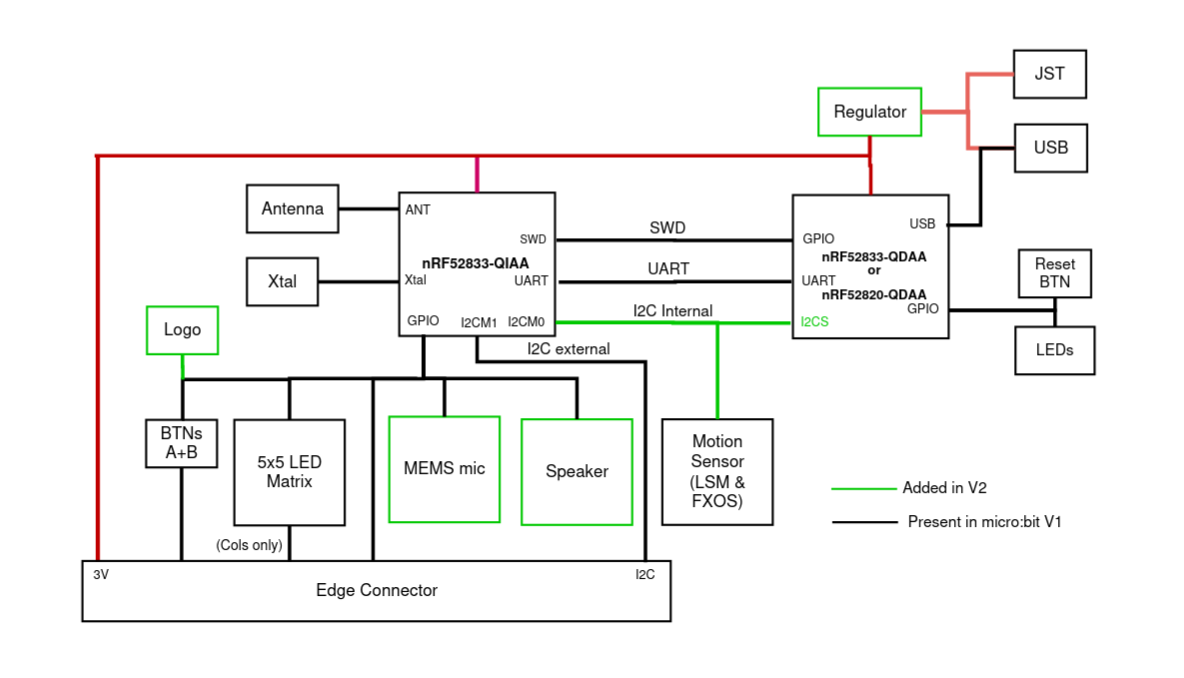 JST
Regulator
USB
Antenna
ANT
SWD
nRF52833-QIAA
Xtal
Xtal
UART
GPIO
I2CM1
I2CM0
SWD
UART
I2C Internal
I2C external
USB
GPIO
nRF52833-QDAA
or
UART
nRF52820-QDAA
GPIO
I2CS
Reset
BTN
LEDs
Logo
BTNs
A+B
5x5 LED
Matrix
MEMS mic
Speaker
Motion
Sensor
(LSM &
FXOS)
Added in V2
Present in micro:bit V1
(Cols only)
3V
I2C
Edge Connector